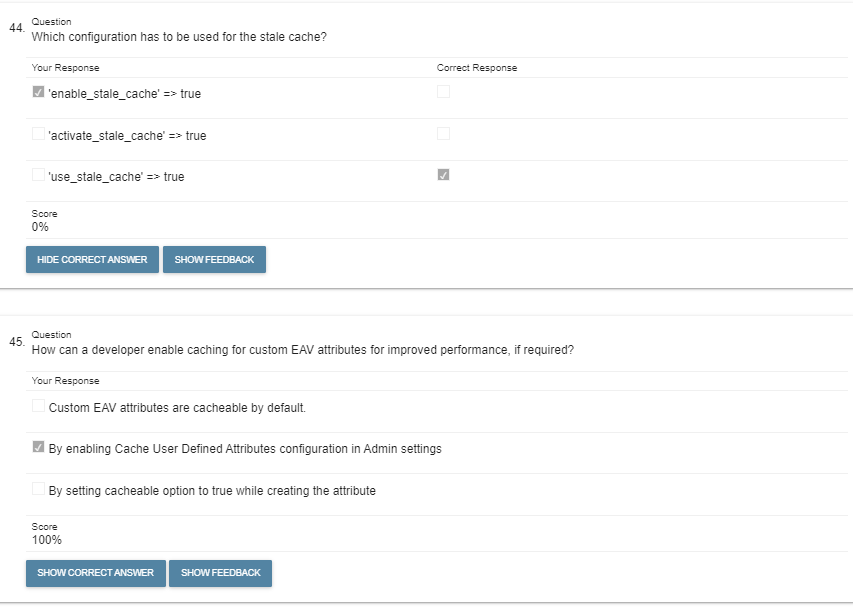 44. Question
Which configuration has to be used for the stale cache?
Your Response Correct Response
'enable_stale_cache' => true
'activate_stale_cache' => true
'use_stale_cache' => true
Score
0%
HIDE CORRECT ANSWER SHOW FEEDBACK
45. Question
How can a developer enable caching for custom EAV attributes for improved performance, if required?
Your Response
Custom EAV attributes are cacheable by default.
By enabling Cache User Defined Attributes configuration in Admin settings
By setting cacheable option to true while creating the attribute
Score
100%
SHOW CORRECT ANSWER SHOW FEEDBACK